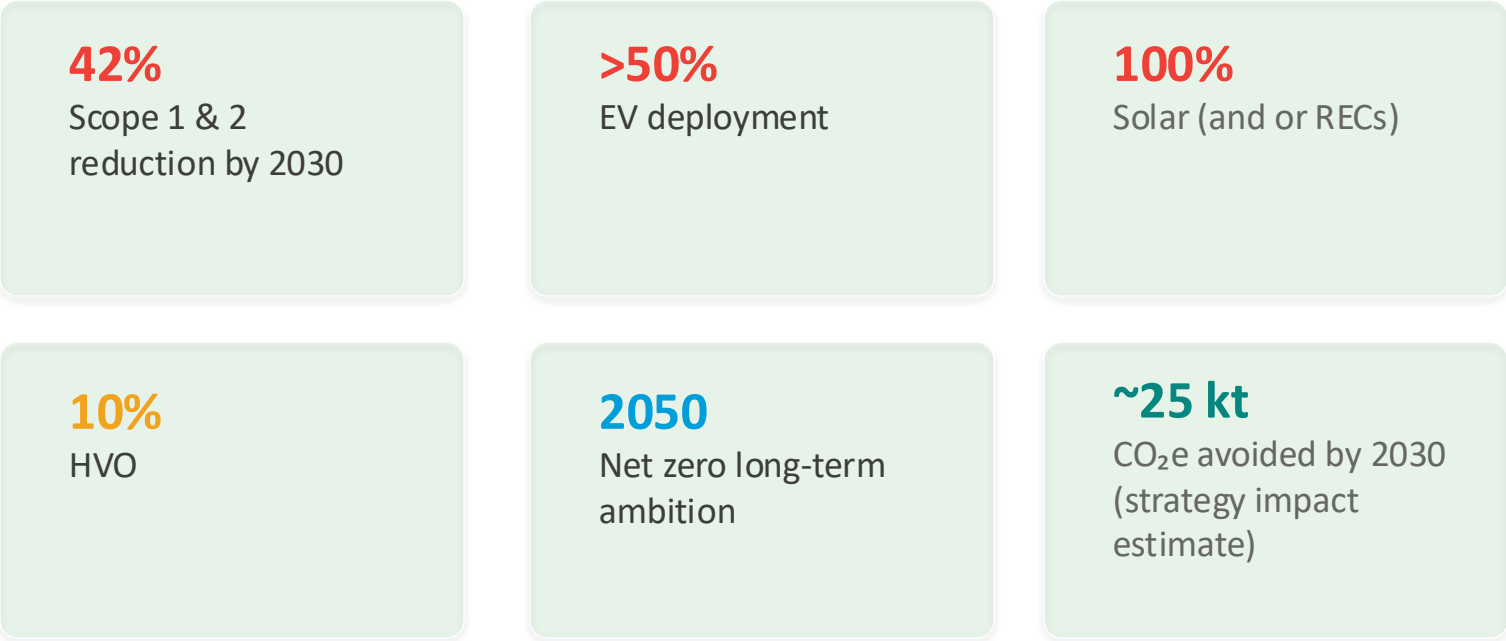 42%
Scope 1 & 2
reduction by 2030
>50%
EV deployment
100%
Solar (and or RECs)
10%
HVO
2050
Net zero long-term
ambition
~25 kt
CO₂e avoided by 2030
(strategy impact
estimate)